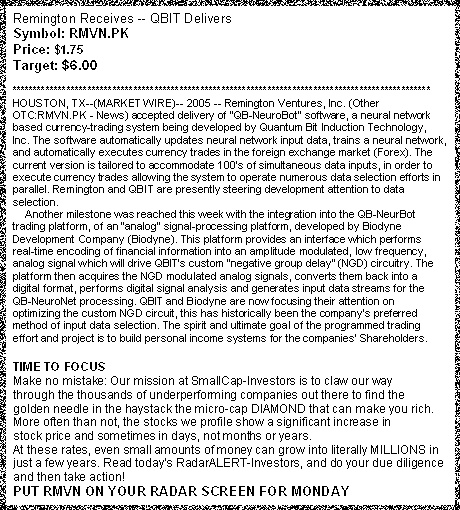 Remington Receives -- QBIT Delivers
Symbol: RMVN.PK
Price: $1.75
Target: $6.00
********************************************************************************************************
HOUSTON, TX--(MARKET WIRE)-- 2005 -- Remington Ventures, Inc. (Other
OTC:RMVN.PK - News) accepted delivery of "QB-NeuroBot" software, a neural network
based currency-trading system being developed by Quantum Bit Induction Technology,
Inc. The software automatically updates neural network input data, trains a neural network,
and automatically executes currency trades in the foreign exchange market (Forex). The
current version is tailored to accommodate 100's of simultaneous data inputs, in order to
execute currency trades allowing the system to operate numerous data selection efforts in
parallel. Remington and QBIT are presently steering development attention to data
selection.
Another milestone was reached this week with the integration into the QB-NeurBot
trading platform, of an "analog" signal-processing platform, developed by Biodyne
Development Company (Biodyne). This platform provides an interface which performs
real-time encoding of financial information into an amplitude modulated, low frequency,
analog signal which will drive QBIT's custom "negative group delay" (NGD) circuitry. The
platform then acquires the NGD modulated analog signals, converts them back into a
digital format, performs digital signal analysis and generates input data streams for the
QB-NeuroNet processing. QBIT and Biodyne are now focusing their attention on
optimizing the custom NGD circuit, this has historically been the company's preferred
method of input data selection. The spirit and ultimate goal of the programmed trading
effort and project is to build personal income systems for the companies' Shareholders.
TIME TO FOCUS
Make no mistake: Our mission at SmallCap-Investors is to claw our way
through the thousands of underperforming companies out there to find the
golden needle in the haystack the micro-cap DIAMOND that can make you rich.
More often than not, the stocks we profile show a significant increase in
stock price and sometimes in days, not months or years.
At these rates, even small amounts of money can grow into literally MILLIONS in
just a few years. Read today's RadarALERT-Investors, and do your due diligence
and then take action!
PUT RMVN ON YOUR RADAR SCREEN FOR MONDAY